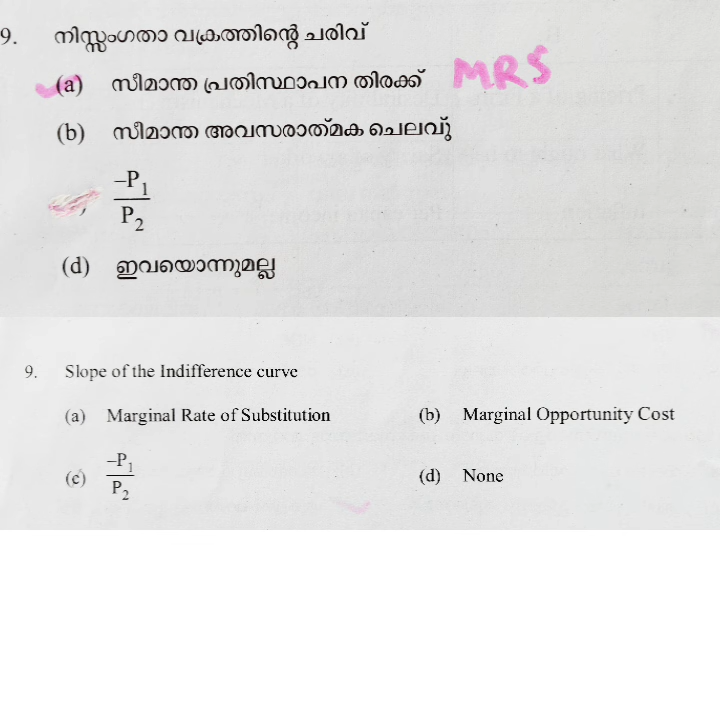 9. നിസ്സംഗതാ വക്രത്തിന്റെ ചരിവ്
(a) സീമാന്ത പ്രതിസ്ഥാപന തിരക്ക് MRS
(b) സീമാന്ത അവസരാത്മക ചെലവു്
–P1
P2
(d) ഇവയൊന്നുമല്ല
9. Slope of the Indifference curve
(a) Marginal Rate of Substitution (b) Marginal Opportunity Cost
(c) –P1
P2
(d) None